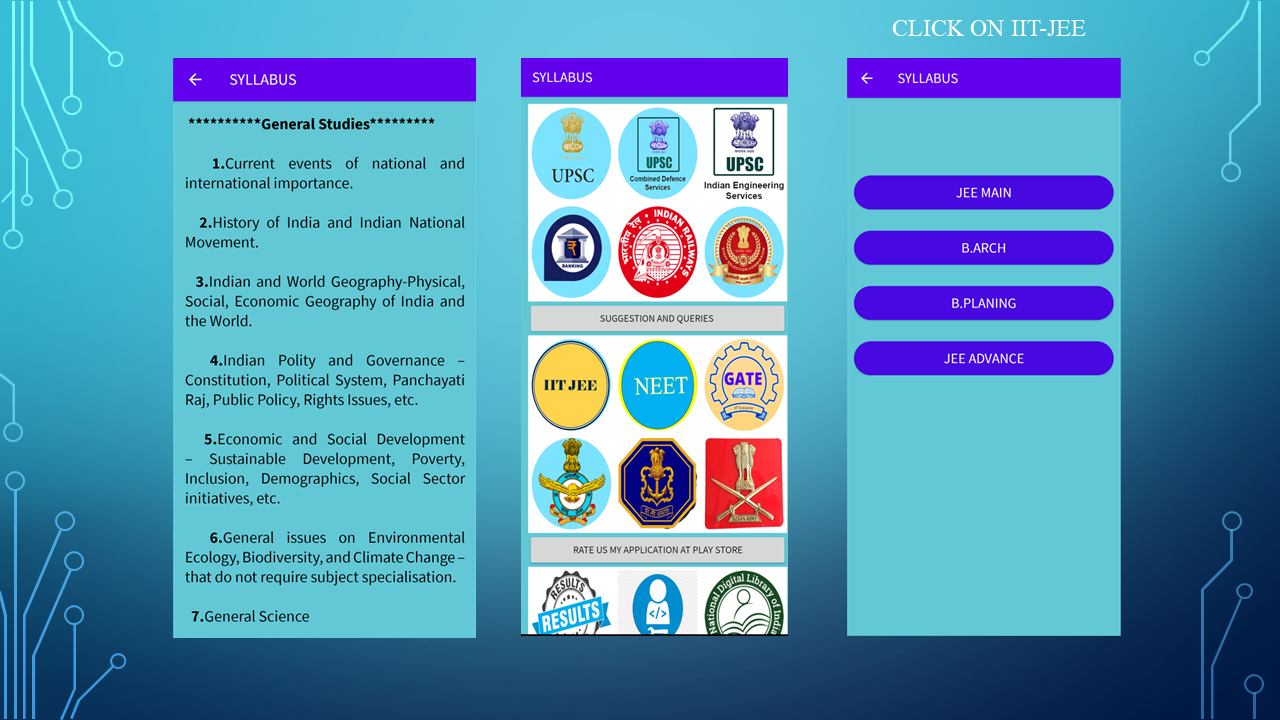 CLICK ON IIT-JEE
SYLLABUS
**********General Studies*********
1.Current events of national and
international importance.
2.History of India and Indian National
Movement.
3.Indian and World Geography-Physical,
Social, Economic Geography of India and
the World.
4.Indian Polity and Governance –
Constitution, Political System, Panchayati
Raj, Public Policy, Rights Issues, etc.
5.Economic and Social Development
– Sustainable Development, Poverty,
Inclusion, Demographics, Social Sector
initiatives, etc.
6.General issues on Environmental
Ecology, Biodiversity, and Climate Change –
that do not require subject specialisation.
7.General Science
SYLLABUS
UPSC
UPSC
Combined Defence
Services
UPSC
Indian Engineering
Services
BANKING
भारतीय रेल
INDIAN RAILWAYS
SUGGESTION AND QUERIES
IIT JEE
NEET
GATE
INDIAN ARMY
RATE US MY APPLICATION AT PLAY STORE
RESULTS
RESULTS
</>
National Digital Library of India
SYLLABUS
JEE MAIN
B.ARCH
B.PLANING
JEE ADVANCE